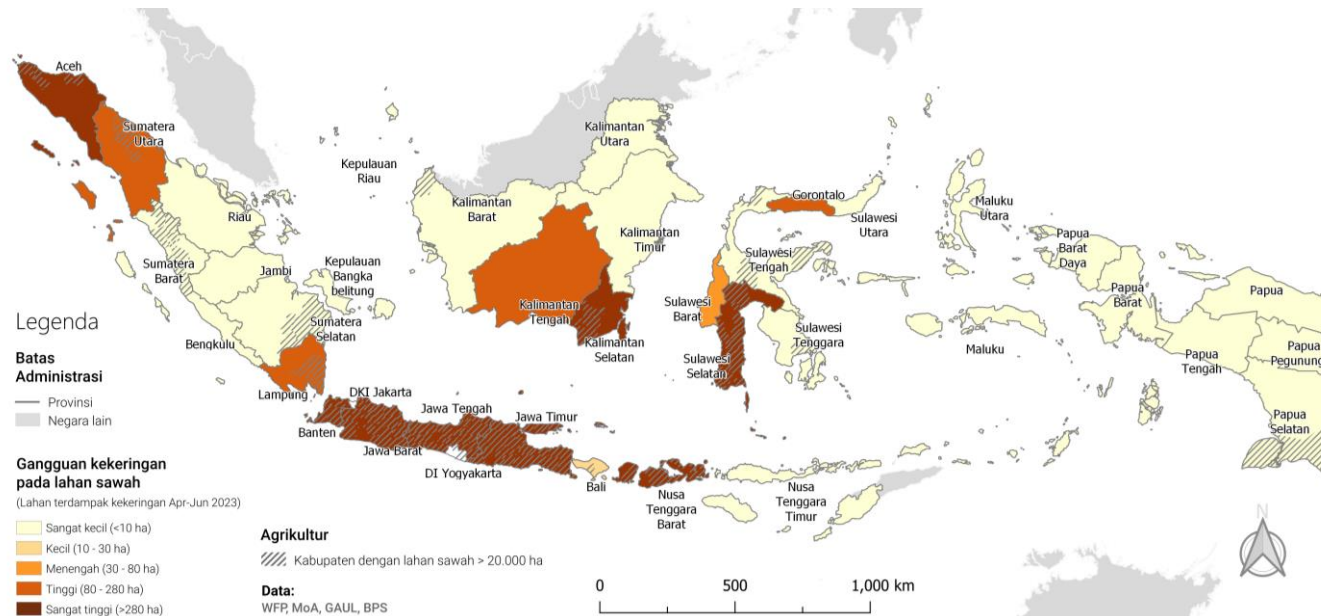 Aceh
Sumatera
Utara
Kepulauan
Riau
Riau
Sumatera
Barat
Jambi
Kepulauan
Bangka
belitung
Sumatera
Selatan
Bengkulu
Lampung
Kalimantan
Utara
Kalimantan
Barat
Kalimantan
Timur
Kalimantan
Tengah
Kalimantan
Selatan
Gorontalo
Sulawesi
Utara
Sulawesi
Tengah
Sulawesi
Barat
Sulawesi
Tenggara
Sulawesi
Selatan
Maluku
Utara
Maluku
Papua
Barat
Daya
Papua
Barat
Papua
Papua
Tengah
Papua
Pegunung
Papua
Selatan
DKI Jakarta
Banten
Jawa Barat
Jawa Tengah
DI Yogyakarta
Jawa Timur
Bali
Nusa
Tenggara
Barat
Nusa
Tenggara
Timur
Legenda
Batas
Administrasi
Provinsi
Negara lain
Gangguan kekeringan
pada lahan sawah
(Lahan terdampak kekeringan Apr-Jun 2023)
Sangat kecil (<10 ha)
Kecil (10 - 30 ha)
Menengah (30 - 80 ha)
Tinggi (80 - 280 ha)
Sangat tinggi (>280 ha)
Agrikultur
Kabupaten dengan lahan sawah > 20.000 ha
Data:
WFP, MoA, GAUL, BPS
0 500 1,000 km